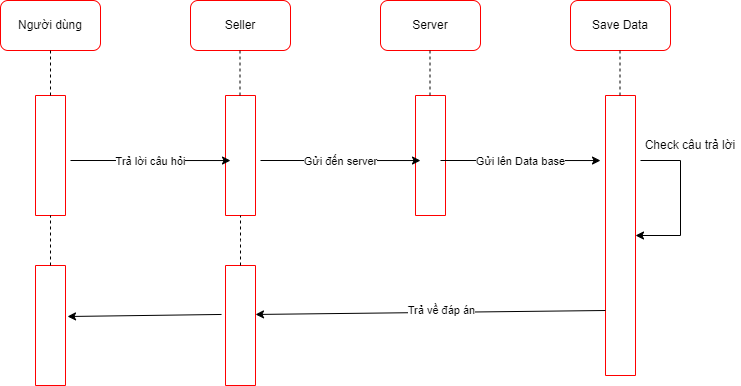 Người dùng
Seller
Server
Save Data
Check câu trả lời
Trả lời câu hỏi
Gửi đến server
Gửi lên Data base
Trả về đáp án